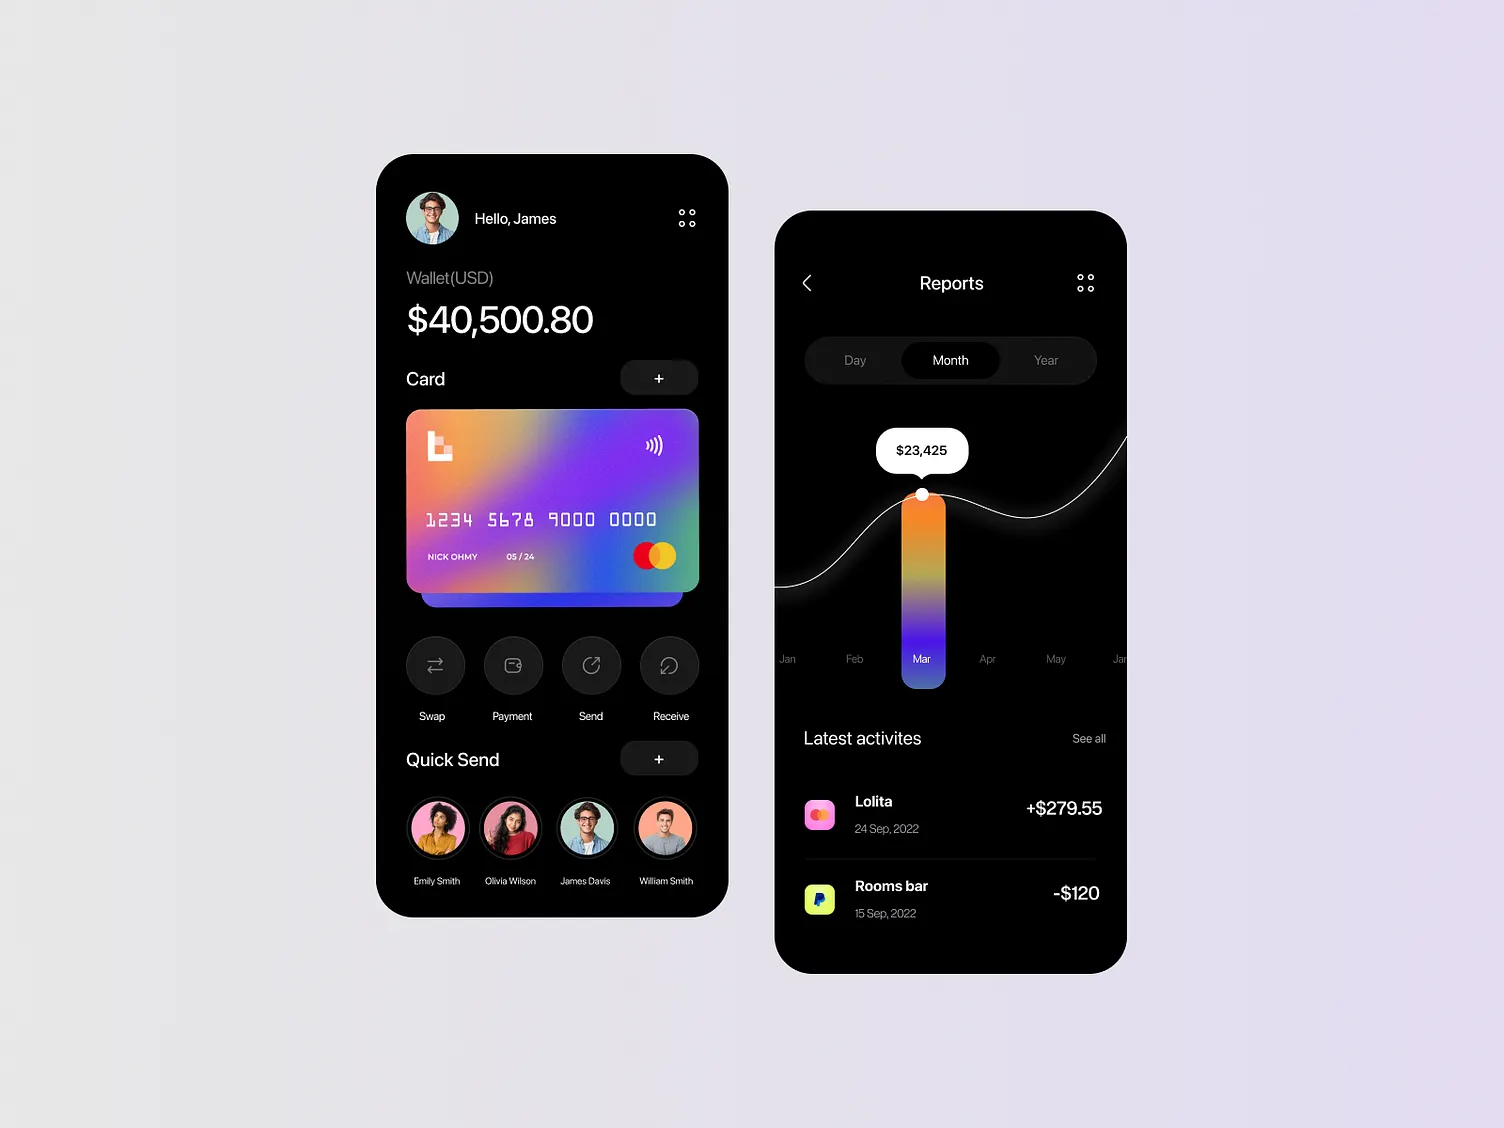 Hello, James
Wallet(USD)
$40,500.80
Card
+
1234 5678 9000 0000
NICK OHMY 05 / 24
Swap Payment Send Receive
Quick Send
+
Emily Smith Olivia Wilson James Davis William Smith
Reports
Day Month Year
$23,425
Jan Feb Mar Apr May Jan
Latest activites
See all
Lolita
+$279.55
24 Sep, 2022
Rooms bar
-$120
15 Sep, 2022